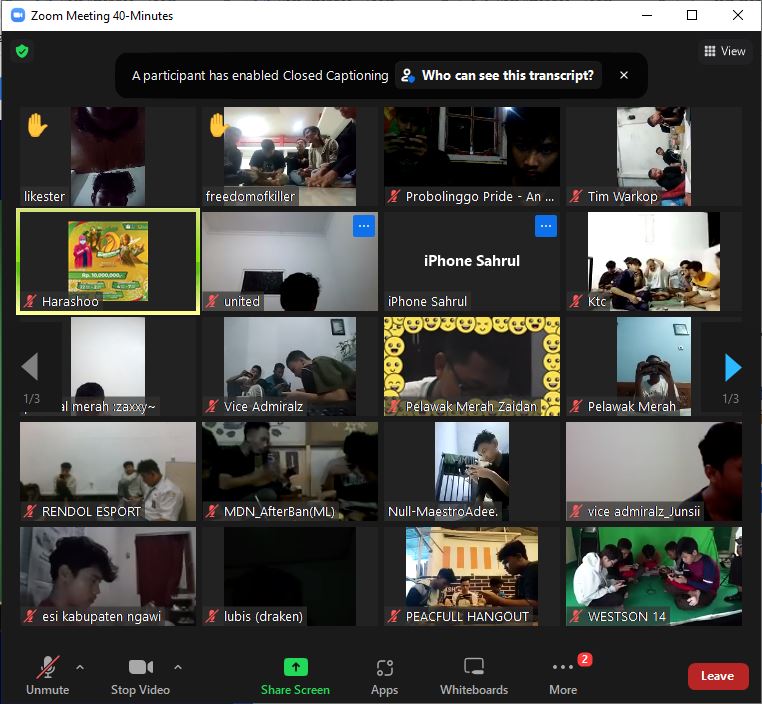 Zoom Meeting 40-Minutes
View
A participant has enabled Closed Captioning
Who can see this transcript?
likester
freedomofkiller
Probolinggo Pride - An ...
Tim Warkop
Rp. 10,000,000,-
Harashoo
united
iPhone Sahrul
iPhone Sahrul
Ktc
al merah :zaxxy~
Vice Admiralz
Pelawak Merah Zaidan
Pelawak Merah
1/3
1/3
RENDOL ESPORT
MDN_AfterBan(ML)
Null-MaestroAdee.
vice admiralz_Junsii
esi kabupaten ngawi
lubis (draken)
PEACFULL HANGOUT
WESTSON 14
Unmute
Stop Video
Share Screen
Apps
Whiteboards
2
More
Leave